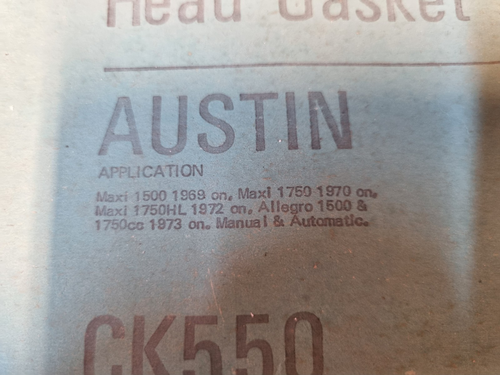 Head Gasket
AUSTIN
APPLICATION
Maxi 1500 1969 on, Maxi 1750 1970 on,
Maxi 1750HL 1972 on, Allegro 1500 &
1750cc 1973 on. Manual & Automatic.
CK550